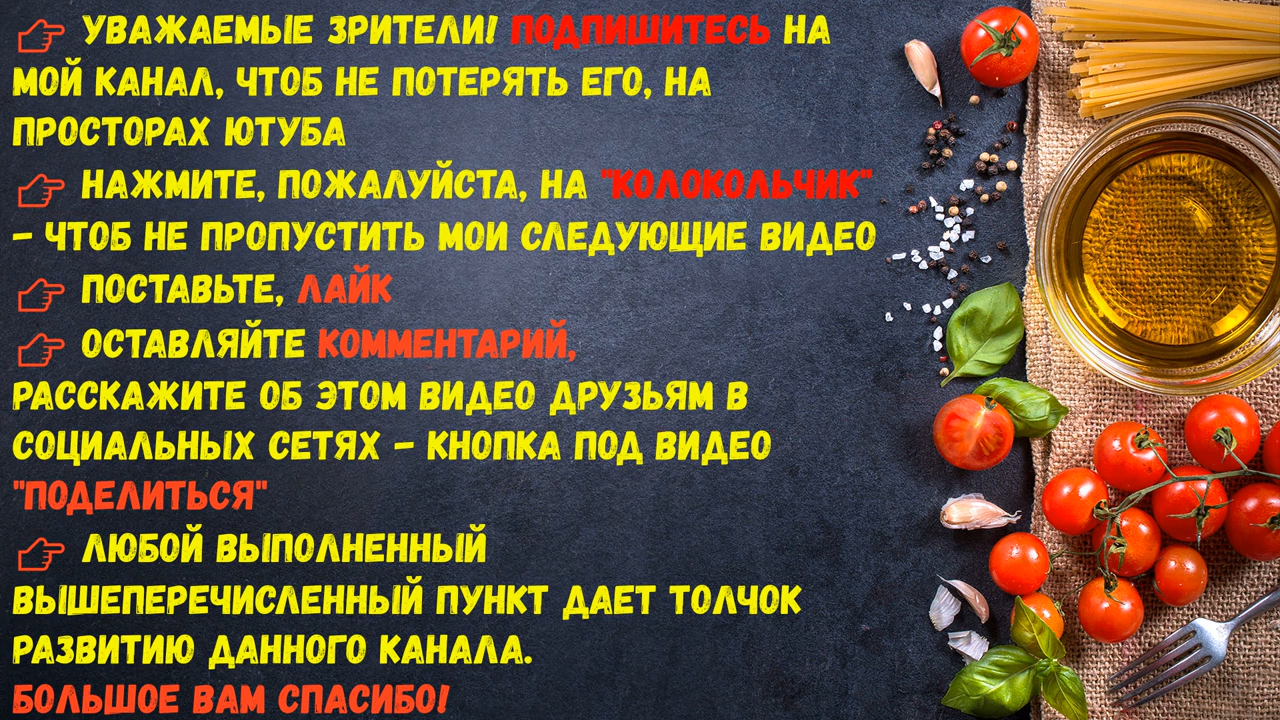 👉 УВАЖАЕМЫЕ ЗРИТЕЛИ! ПОДПИШИТЕСЬ НА
МОЙ КАНАЛ, ЧТОБ НЕ ПОТЕРЯТЬ ЕГО, НА
ПРОСТОРАХ ЮТУБА
👉 НАЖМИТЕ, ПОЖАЛУЙСТА, НА "КОЛОКОЛЬЧИК"
- ЧТОБ НЕ ПРОПУСТИТЬ МОИ СЛЕДУЮЩИЕ ВИДЕО
👉 ПОСТАВЬТЕ, ЛАЙК
👉 ОСТАВЛЯЙТЕ КОММЕНТАРИЙ,
РАССКАЖИТЕ ОБ ЭТОМ ВИДЕО ДРУЗЬЯМ В
СОЦИАЛЬНЫХ СЕТЯХ - КНОПКА ПОД ВИДЕО
"ПОДЕЛИТЬСЯ"
👉 ЛЮБОЙ ВЫПОЛНЕННЫЙ
ВЫШЕПЕРЕЧИСЛЕННЫЙ ПУНКТ ДАЕТ ТОЛЧОК
РАЗВИТИЮ ДАННОГО КАНАЛА.
БОЛЬШОЕ ВАМ СПАСИБО!